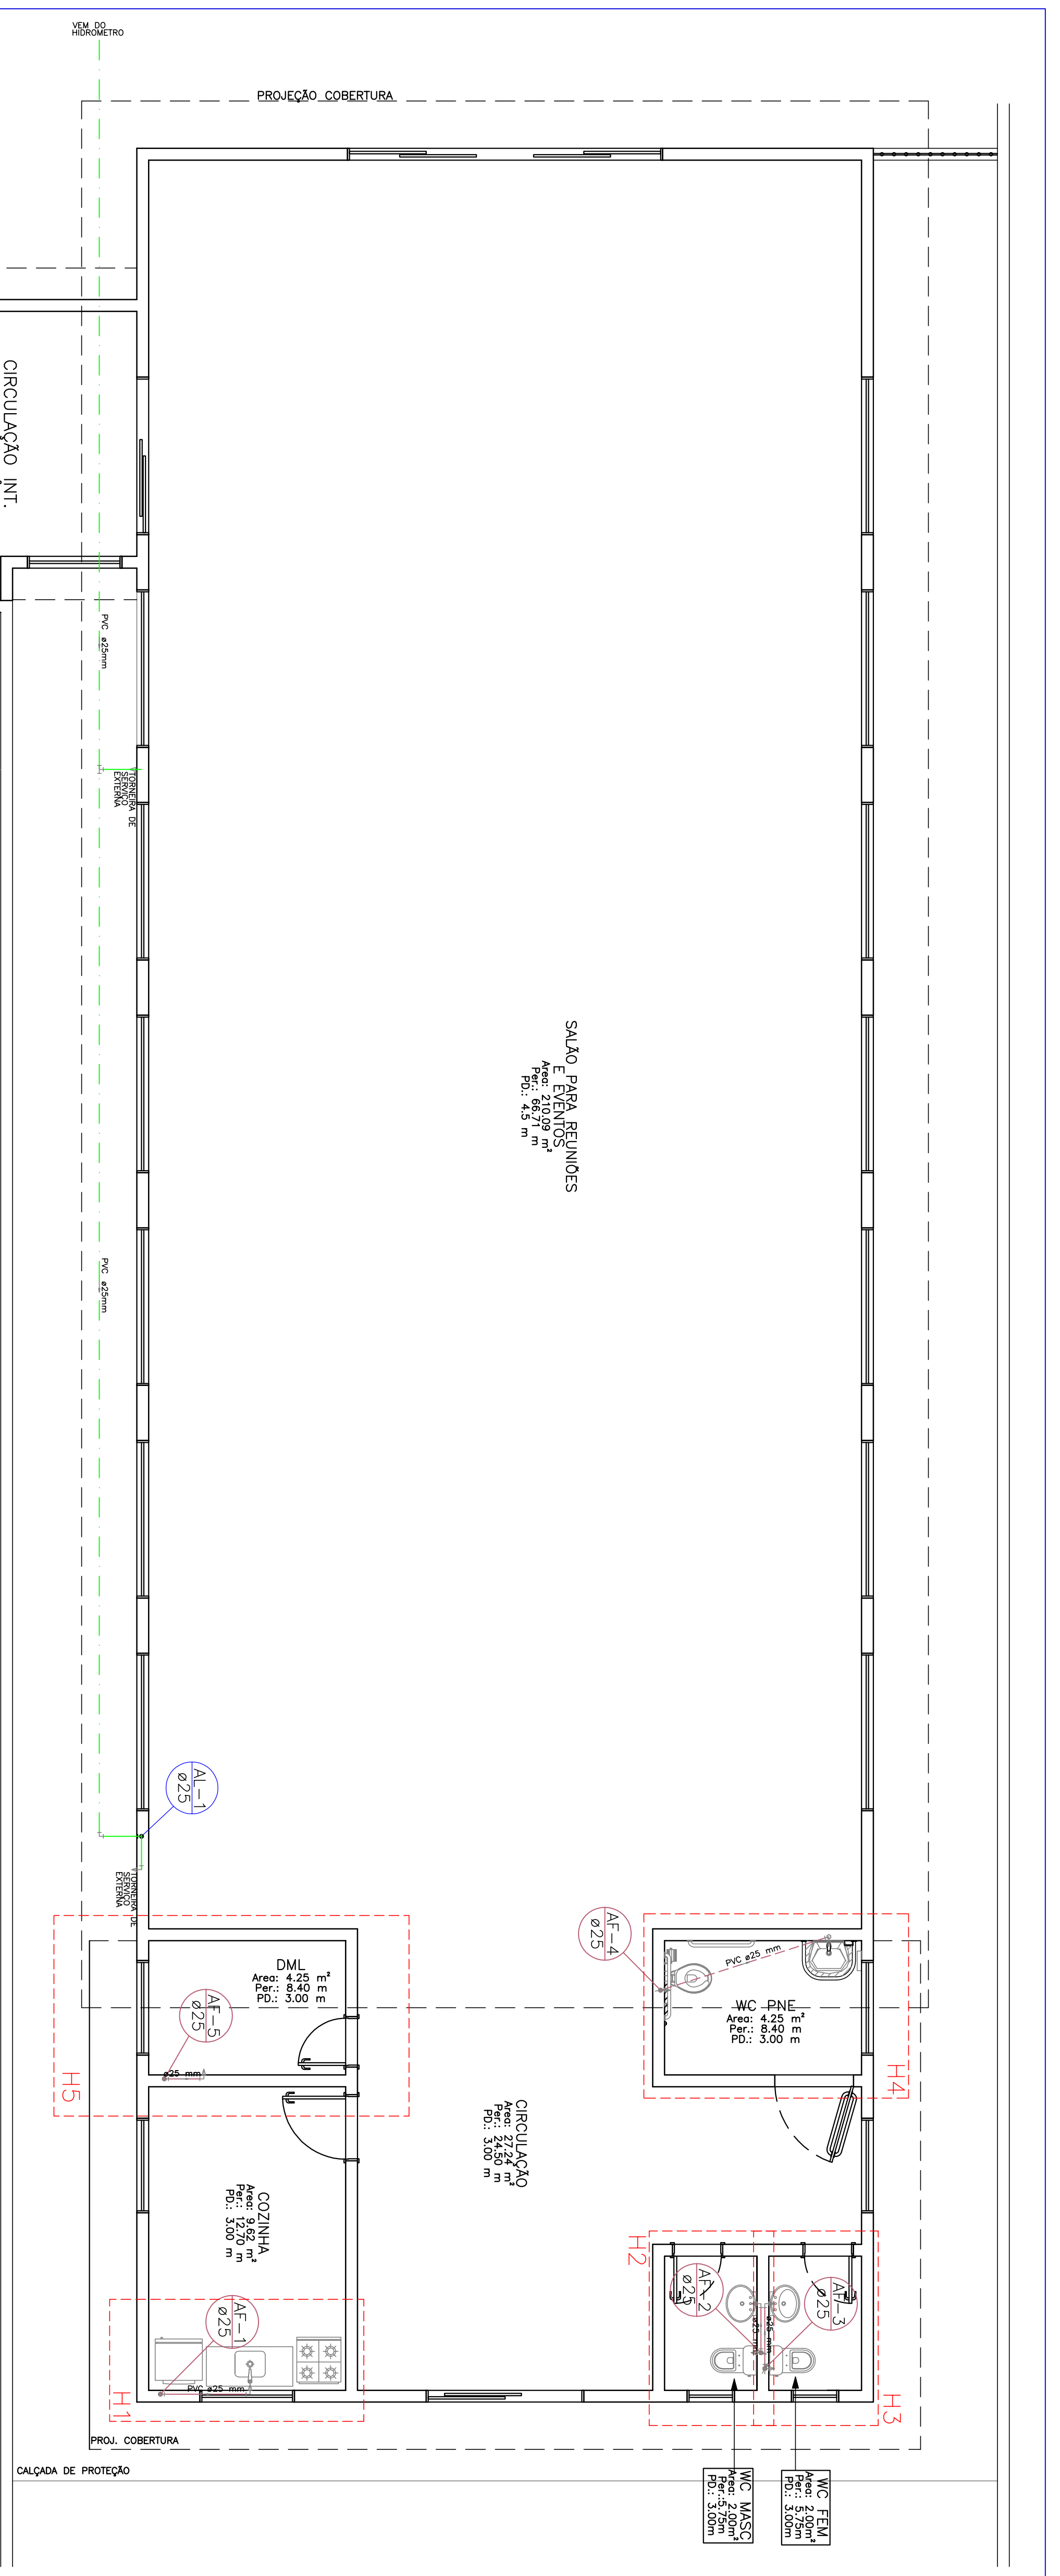 VEM DO
HIDROMETRO
PROJEÇÃO COBERTURA
CIRCULAÇÃO INT.
PVC ø25mm
TORNEIRA DE
SERVIÇO
EXTERNA
SALÃO PARA REUNIÕES
E EVENTOS
Area: 210.09 m²
Per.: 66.71 m
PD.: 4.5 m
PVC ø25mm
AL-1
ø25
TORNEIRA DE
SERVIÇO
EXTERNA
AF-4
ø25
PVC ø25 mm
WC PNE
Area: 4.25 m²
Per.: 8.40 m
PD.: 3.00 m
H4
DML
Area: 4.25 m²
Per.: 8.40 m
PD.: 3.00 m
AF-5
ø25
ø25 mm
H5
CIRCULAÇÃO
Area: 27.24 m²
Per.: 24.50 m
PD.: 3.00 m
COZINHA
Area: 9.62 m²
Per.: 12.70 m
PD.: 3.00 m
H2
AF-2
ø25
AF-3
ø25
ø25 mm
ø25 mm
AF-1
ø25
PVC ø25 mm
H1
H3
PROJ. COBERTURA
CALÇADA DE PROTEÇÃO
WC MASC
Area: 2.00m²
Per.:5.75m
PD.: 3.00m
WC FEM
Area: 2.00m²
Per.: 5.75m
PD.: 3.00m